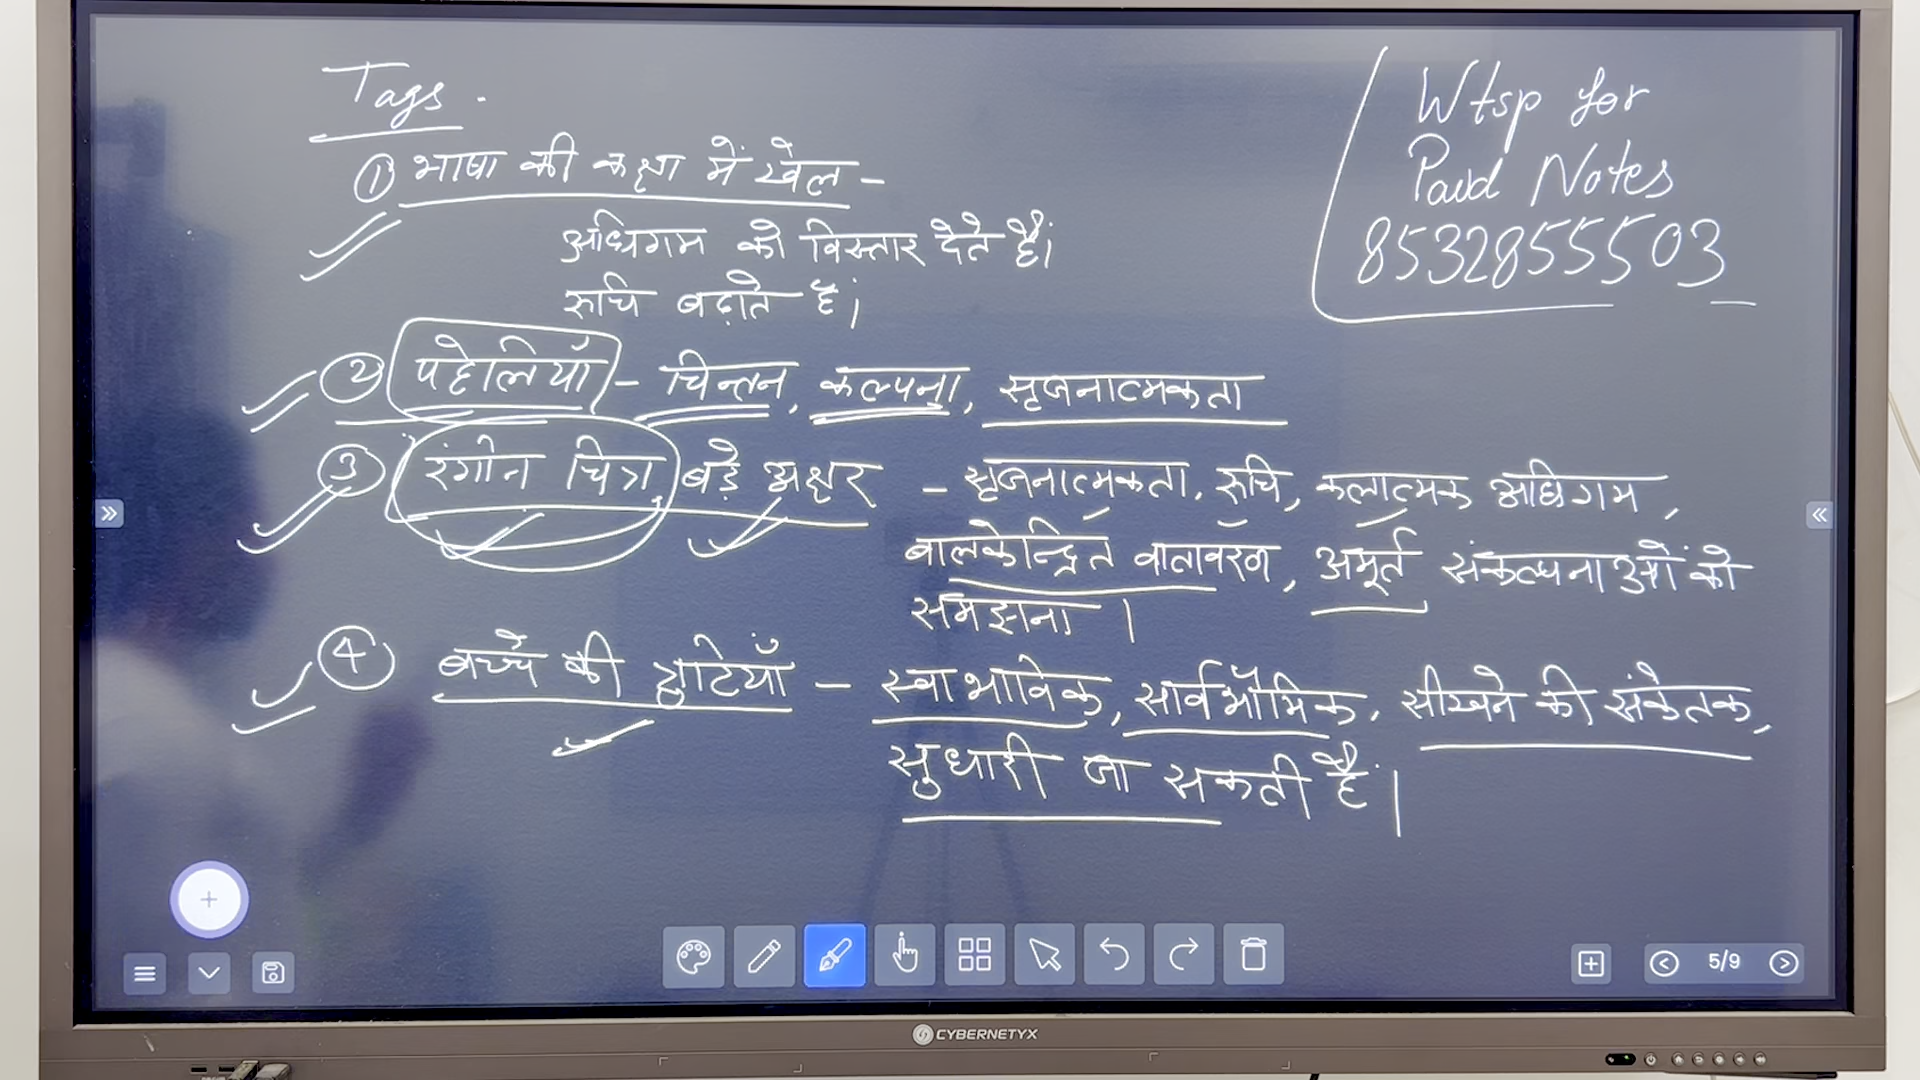 Tags.
① भाषा की कक्षा में खेल -
अधिगम को विस्तार देते हैं।
रूचि बढ़ाते हैं।
② पहेलियाँ - चिन्तन, कल्पना, सृजनात्मकता
③ रंगीन चित्र, बड़े अक्षर - सृजनात्मकता, रूचि, कलात्मक अधिगम,
बालकेन्द्रित वातावरण, अमूर्त संकल्पनाओं को
समझना।
④ बच्चे की त्रुटियाँ - स्वाभाविक, सार्वभौमिक, सीखने की संकेतक,
सुधारी जा सकती हैं।
Wtsp for
Paid Notes
8532855503
5/9
CYBERNETYX